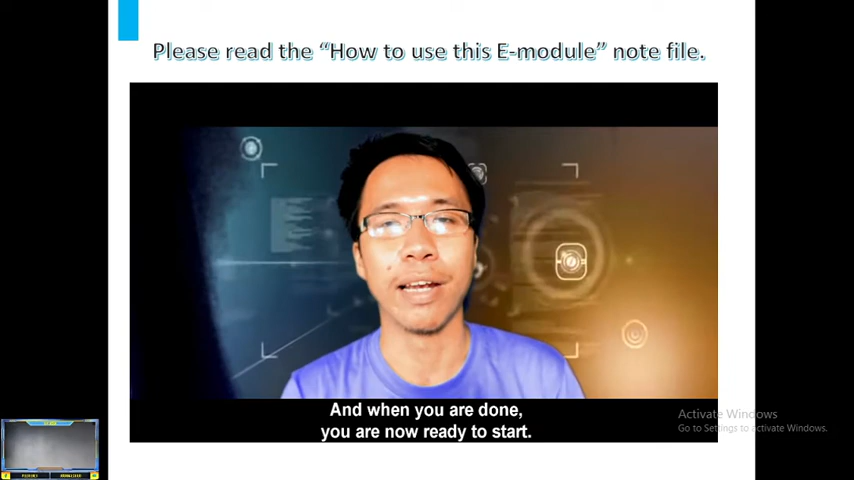 Please read the “How to use this E-module” note file.
And when you are done,
you are now ready to start.
Activate Windows
Go to Settings to activate Windows.